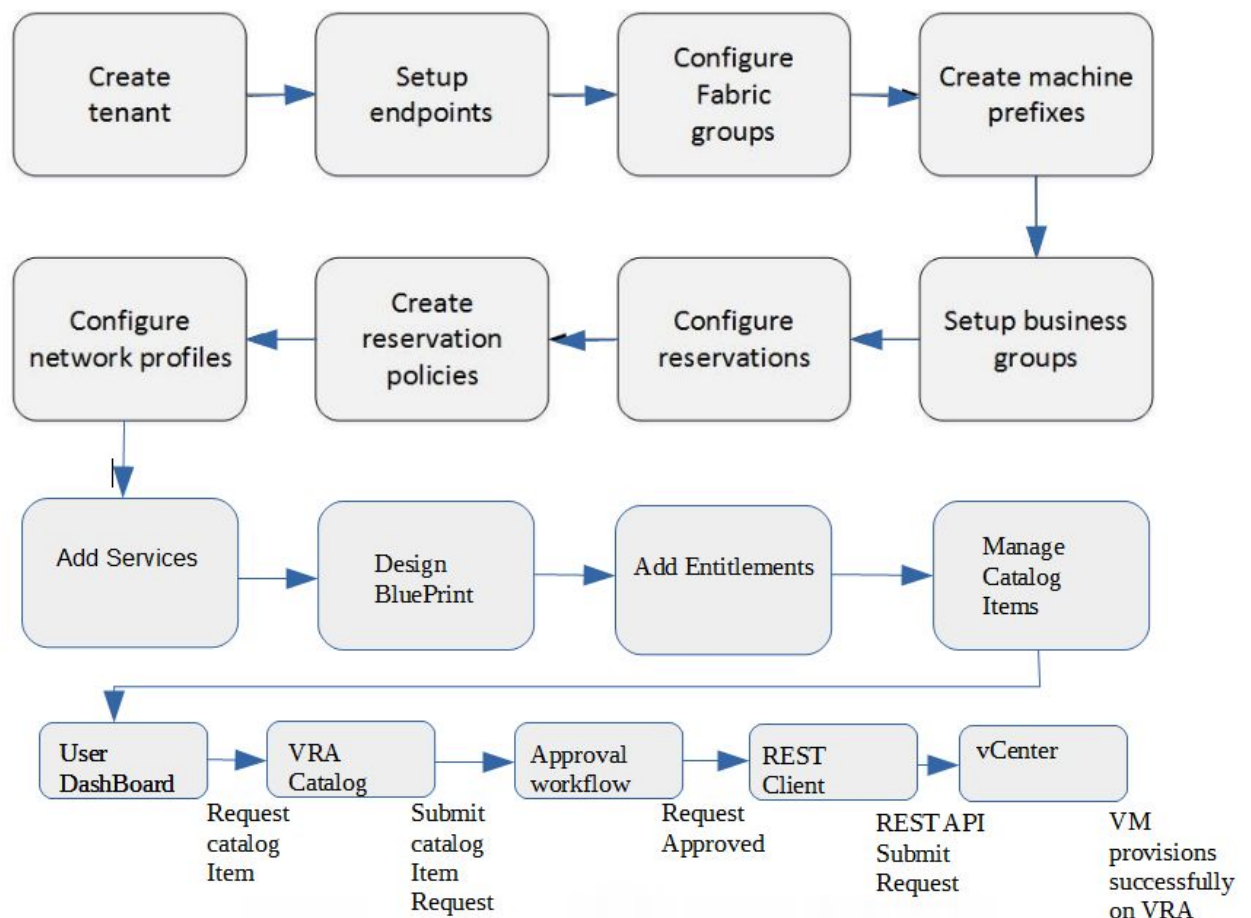 Create
tenant
Setup
endpoints
Configure
Fabric
groups
Create machine
prefixes
Configure
network profiles
Create
reservation
policies
Configure
reservations
Setup business
groups
Add Services
Design
BluePrint
Add Entitlements
Manage
Catalog
Items
User
DashBoard
VRA
Catalog
Approval
workflow
REST
Client
vCenter
Request
catalog
Item
Submit
catalog
Item
Request
Request
Approved
REST API
Submit
Request
VM
provisions
successfully
on VRA